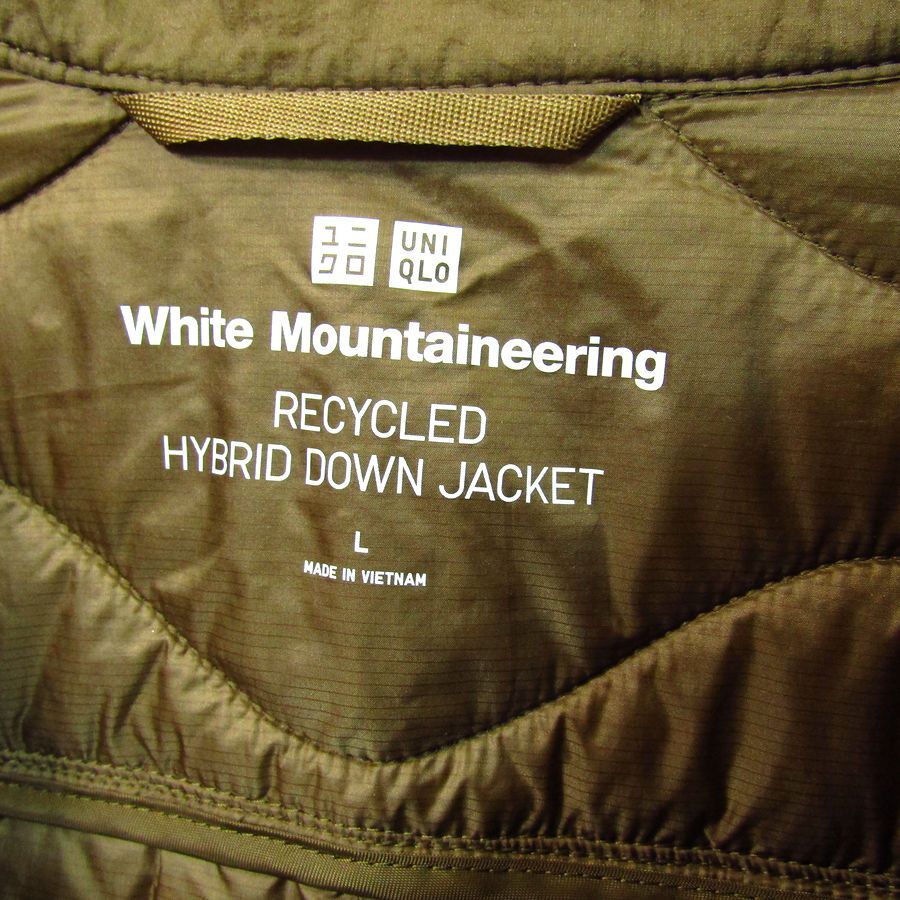 ユニ
クロ
UNI
QLO
White Mountaineering
RECYCLED
HYBRID DOWN JACKET
L
MADE IN VIETNAM